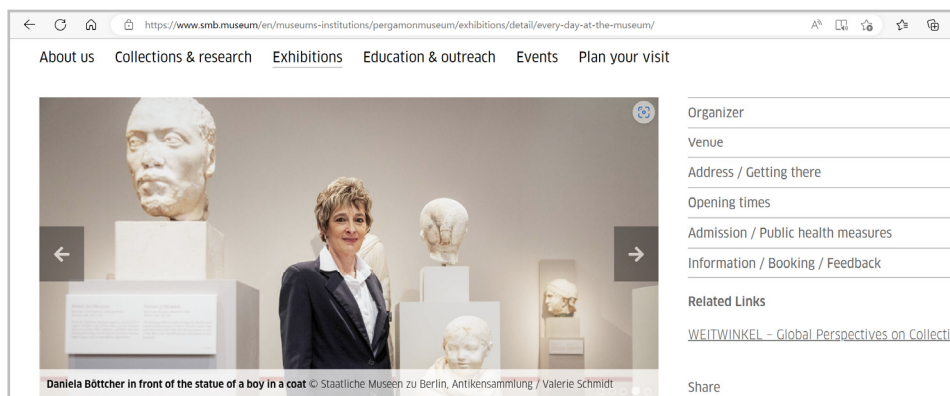 https://www.smb.museum/en/museums-institutions/pergamonmuseum/exhibitions/detail/every-day-at-the-museum/
About us Collections & research Exhibitions Education & outreach Events Plan your visit
Daniela Böttcher in front of the statue of a boy in a coat © Staatliche Museen zu Berlin, Antikensammlung / Valerie Schmidt
Organizer
Venue
Address / Getting there
Opening times
Admission / Public health measures
Information / Booking / Feedback
Related Links
WEITWINKEL – Global Perspectives on Collecti
Share